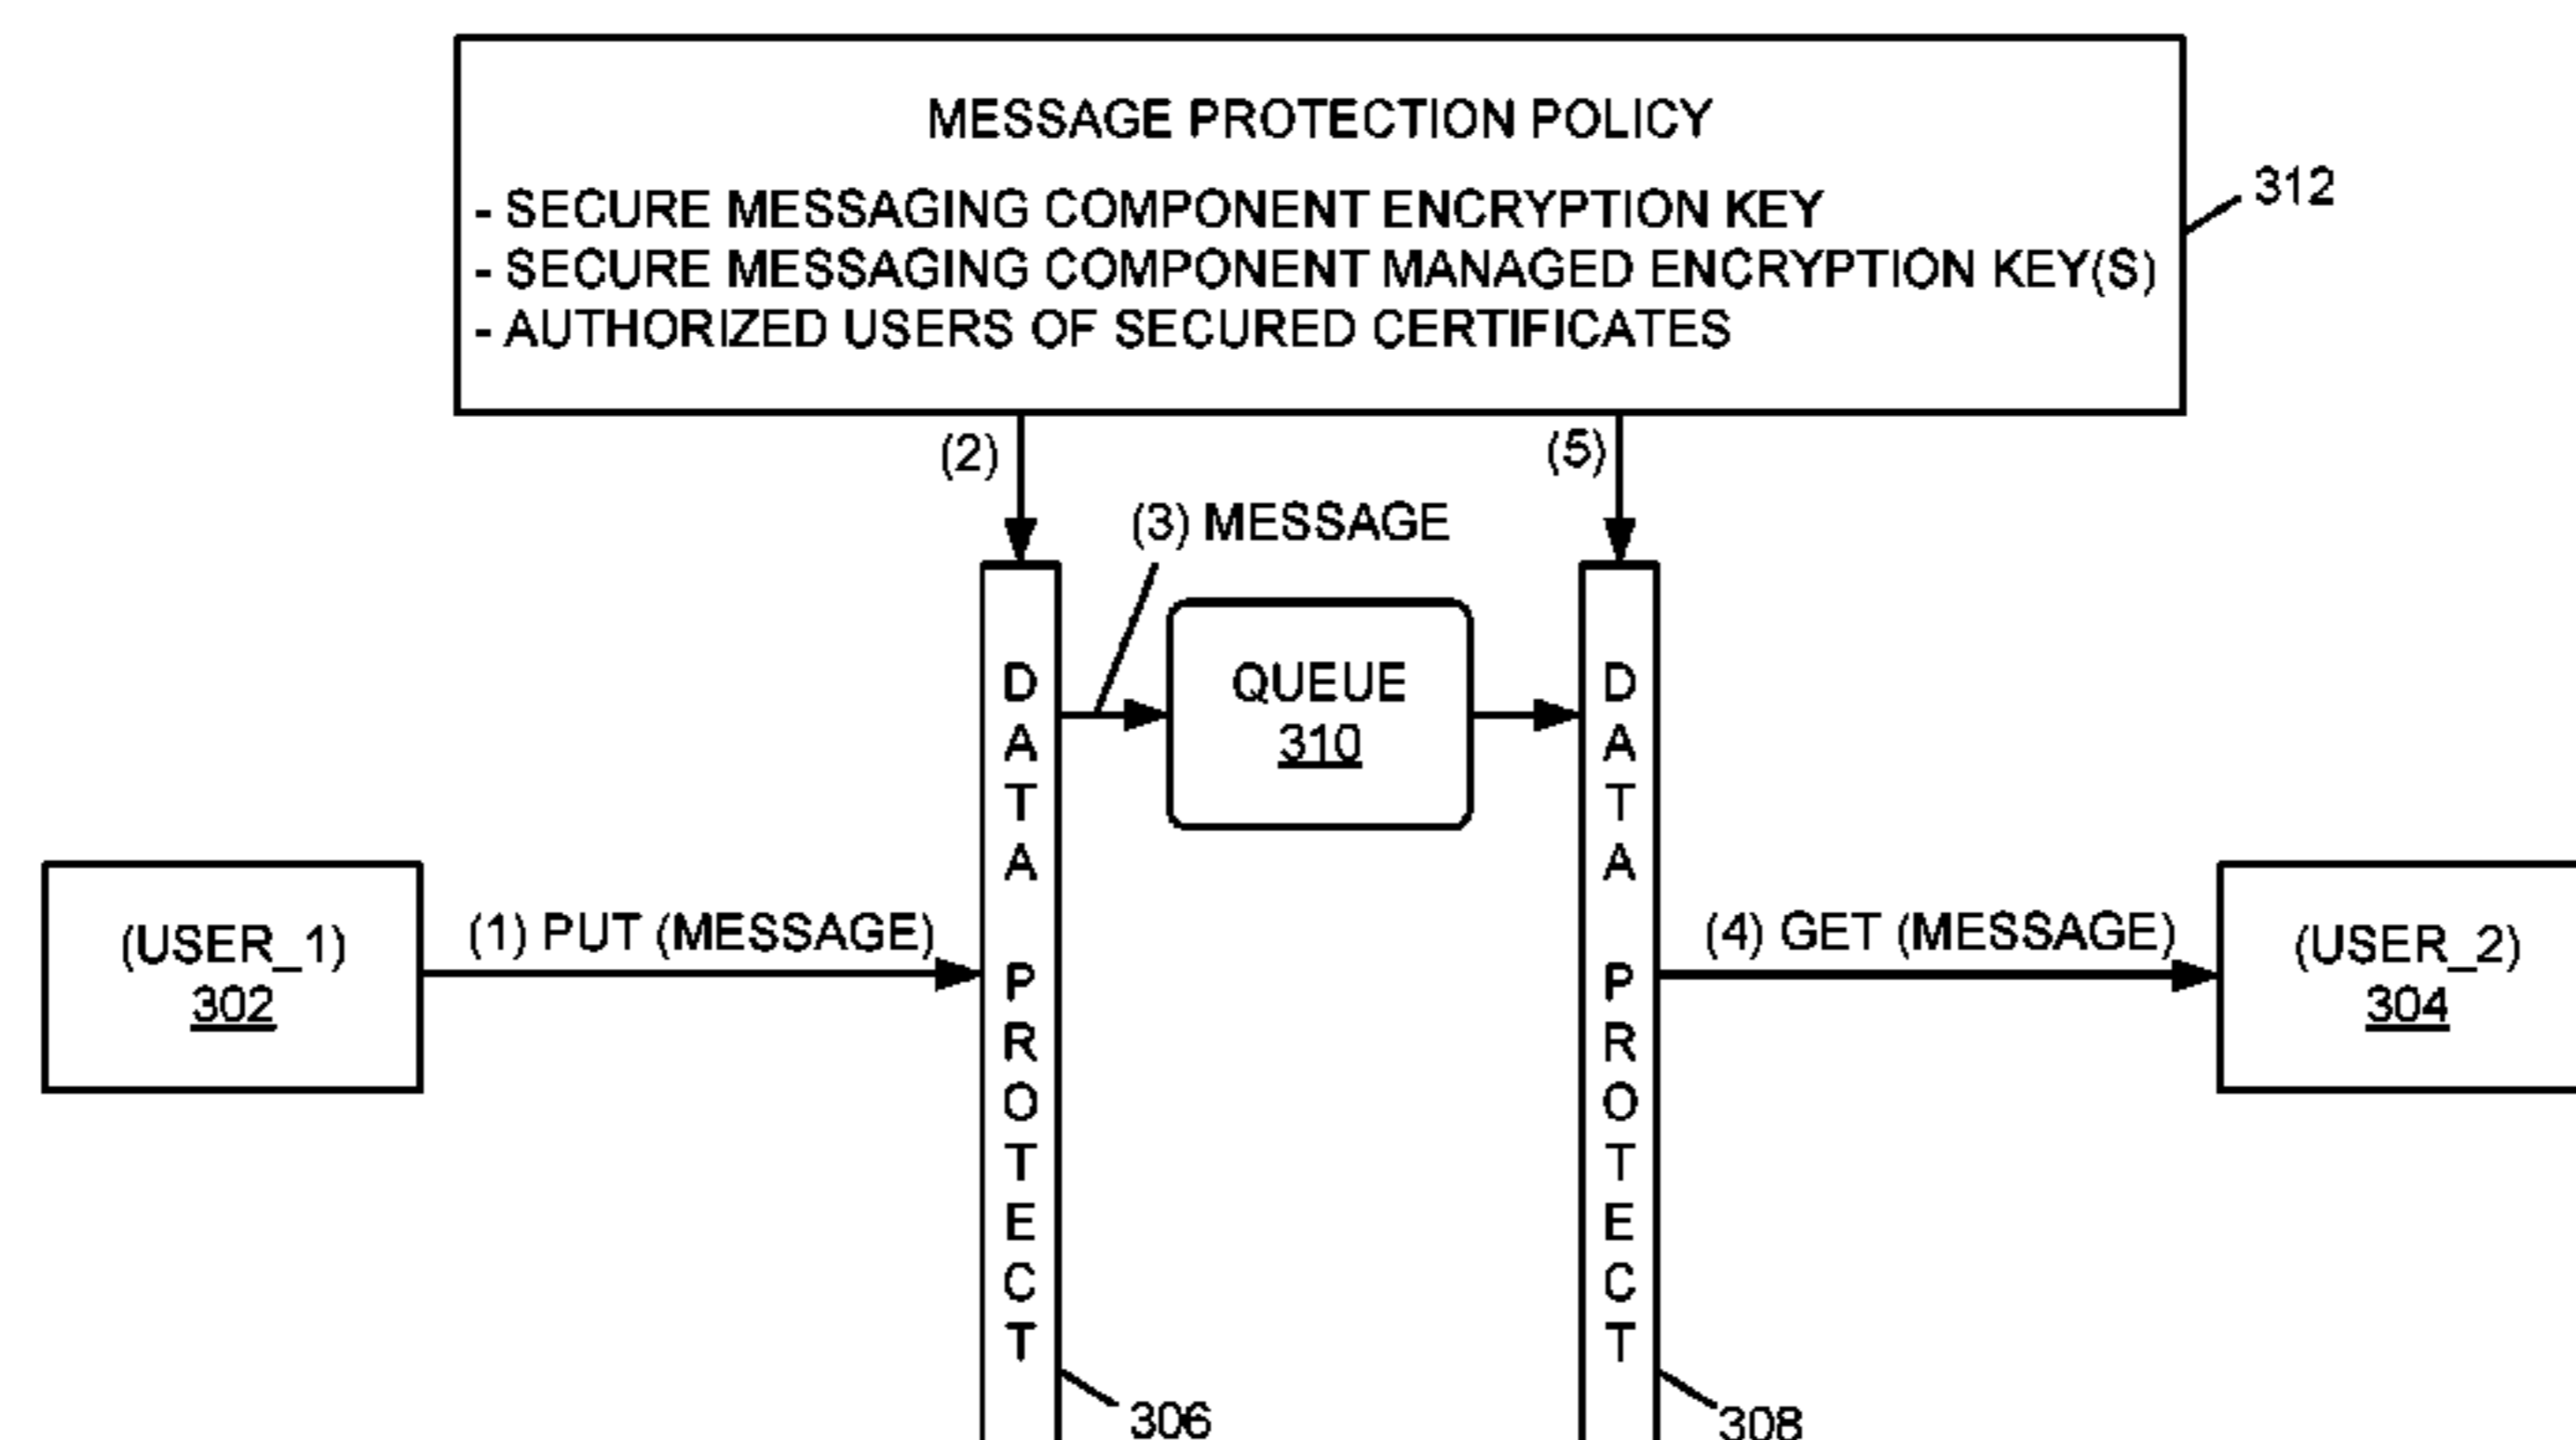 MESSAGE PROTECTION POLICY
- SECURE MESSAGING COMPONENT ENCRYPTION KEY
- SECURE MESSAGING COMPONENT MANAGED ENCRYPTION KEY(S)
- AUTHORIZED USERS OF SECURED CERTIFICATES
312
(2)
(5)
(3) MESSAGE
DATA PROTECT
QUEUE
310
DATA PROTECT
(USER_1)
302
(1) PUT (MESSAGE)
(4) GET (MESSAGE)
(USER_2)
304
306
308